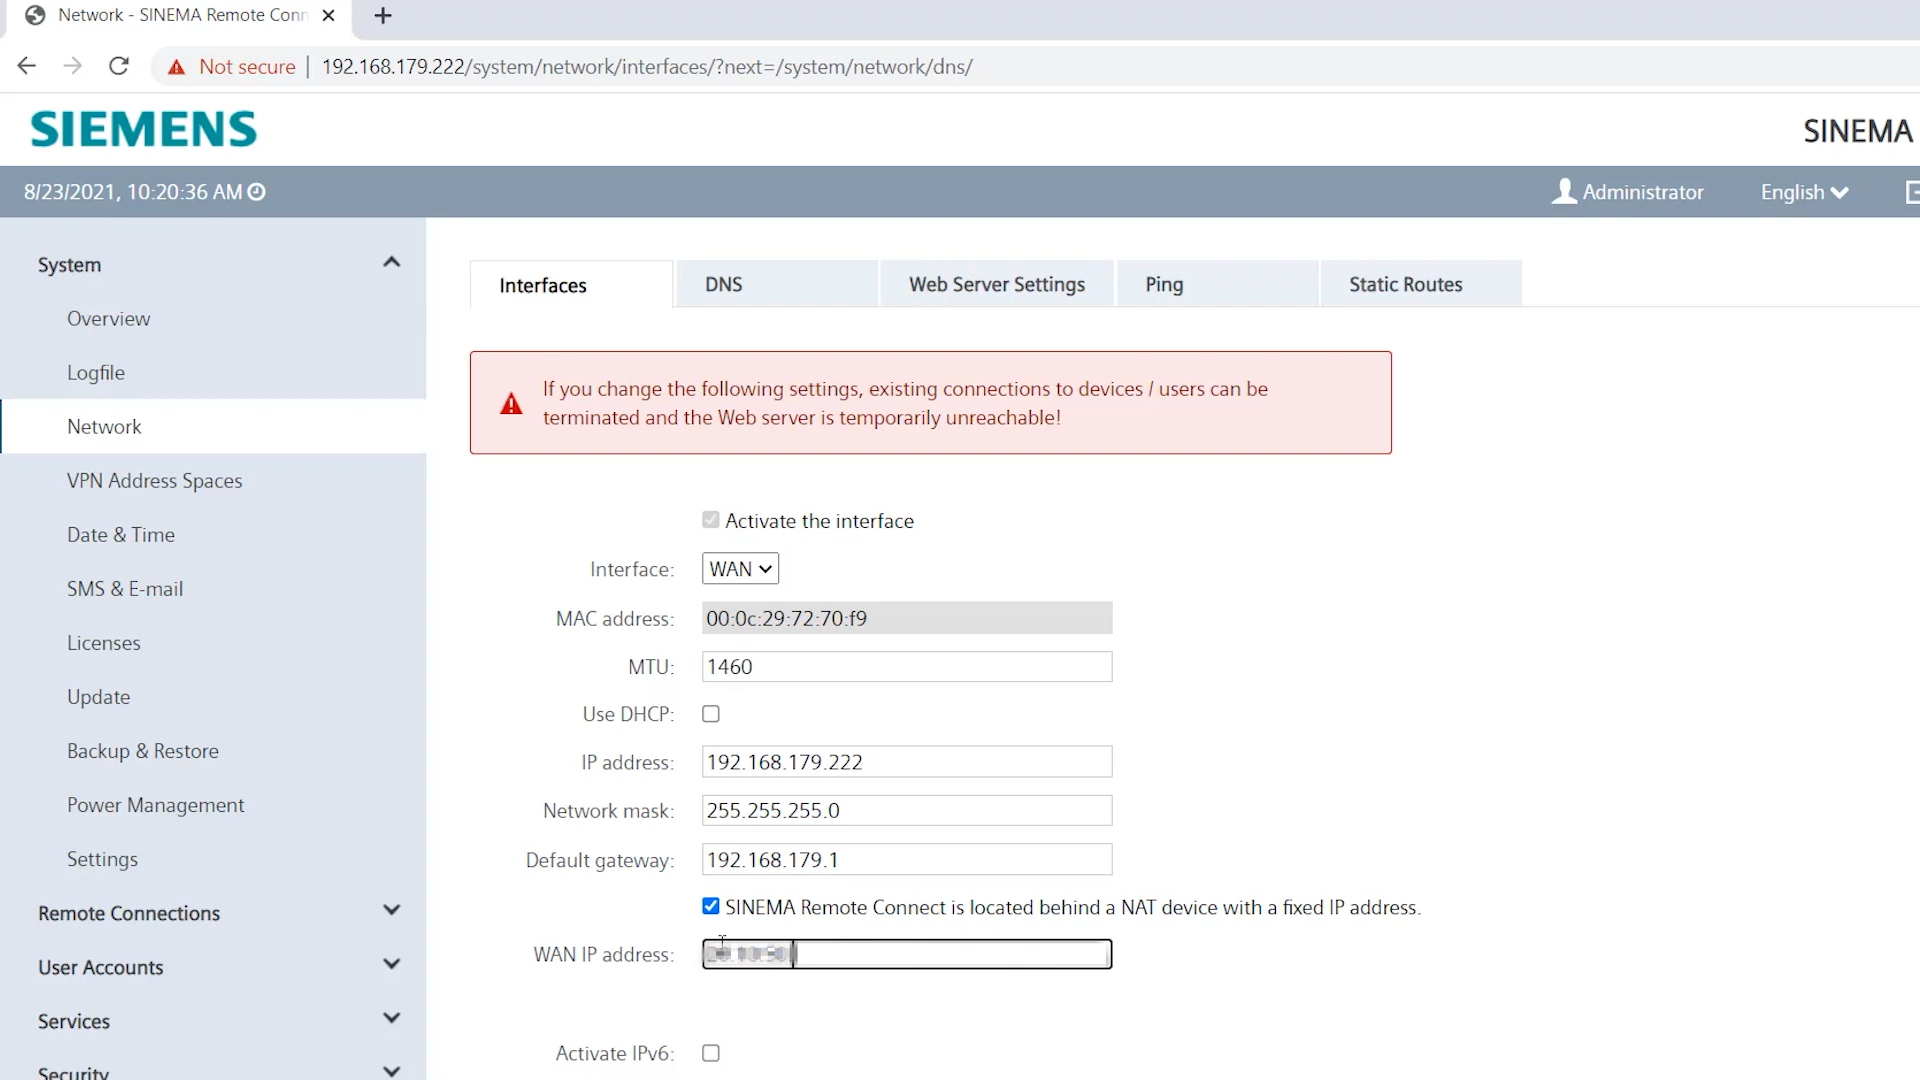 Network - SINEMA Remote Conn
Not secure | 192.168.179.222/system/network/interfaces/?next=/system/network/dns/
SIEMENS
SINEMA
8/23/2021, 10:20:36 AM
Administrator
English
System
Overview
Logfile
Network
VPN Address Spaces
Date & Time
SMS & E-mail
Licenses
Update
Backup & Restore
Power Management
Settings
Remote Connections
User Accounts
Services
Security
Interfaces
DNS
Web Server Settings
Ping
Static Routes
If you change the following settings, existing connections to devices / users can be
terminated and the Web server is temporarily unreachable!
Activate the interface
Interface: WAN
MAC address: 00:0c:29:72:70:f9
MTU: 1460
Use DHCP:
IP address: 192.168.179.222
Network mask: 255.255.255.0
Default gateway: 192.168.179.1
SINEMA Remote Connect is located behind a NAT device with a fixed IP address.
WAN IP address:
Activate IPv6: